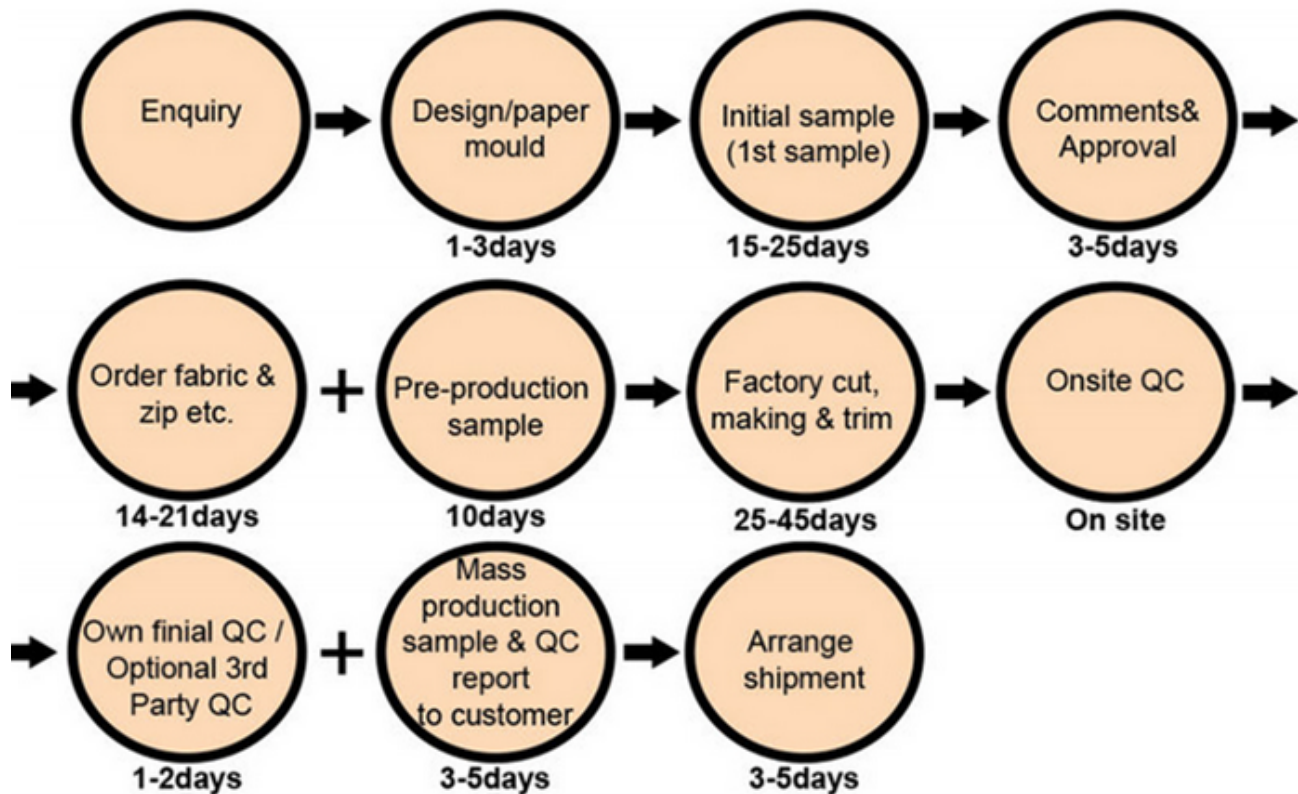 Enquiry
Design/paper
mould
1-3days
Initial sample
(1st sample)
15-25days
Comments&
Approval
3-5days
Order fabric &
zip etc.
14-21days
+
Pre-production
sample
10days
Factory cut,
making & trim
25-45days
Onsite QC
On site
Own finial QC /
Optional 3rd
Party QC
1-2days
+
Mass
production
sample & QC
report
to customer
3-5days
Arrange
shipment
3-5days